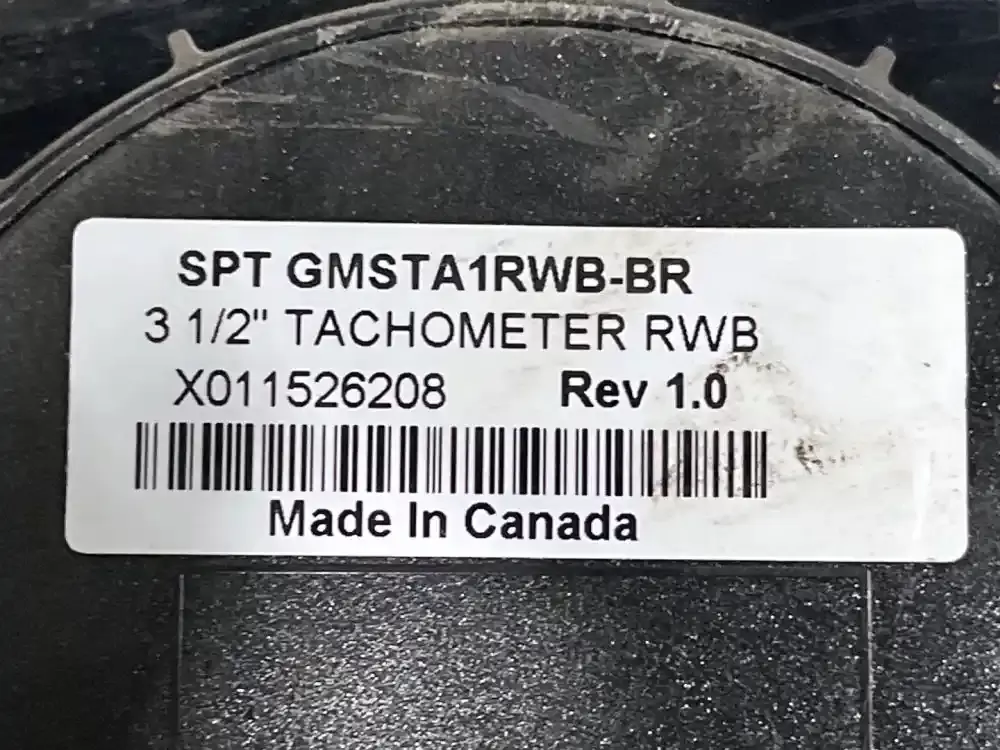 SPT GMSTA1RWB-BR
3 1/2" TACHOMETER RWB
X011526208 Rev 1.0
Made In Canada